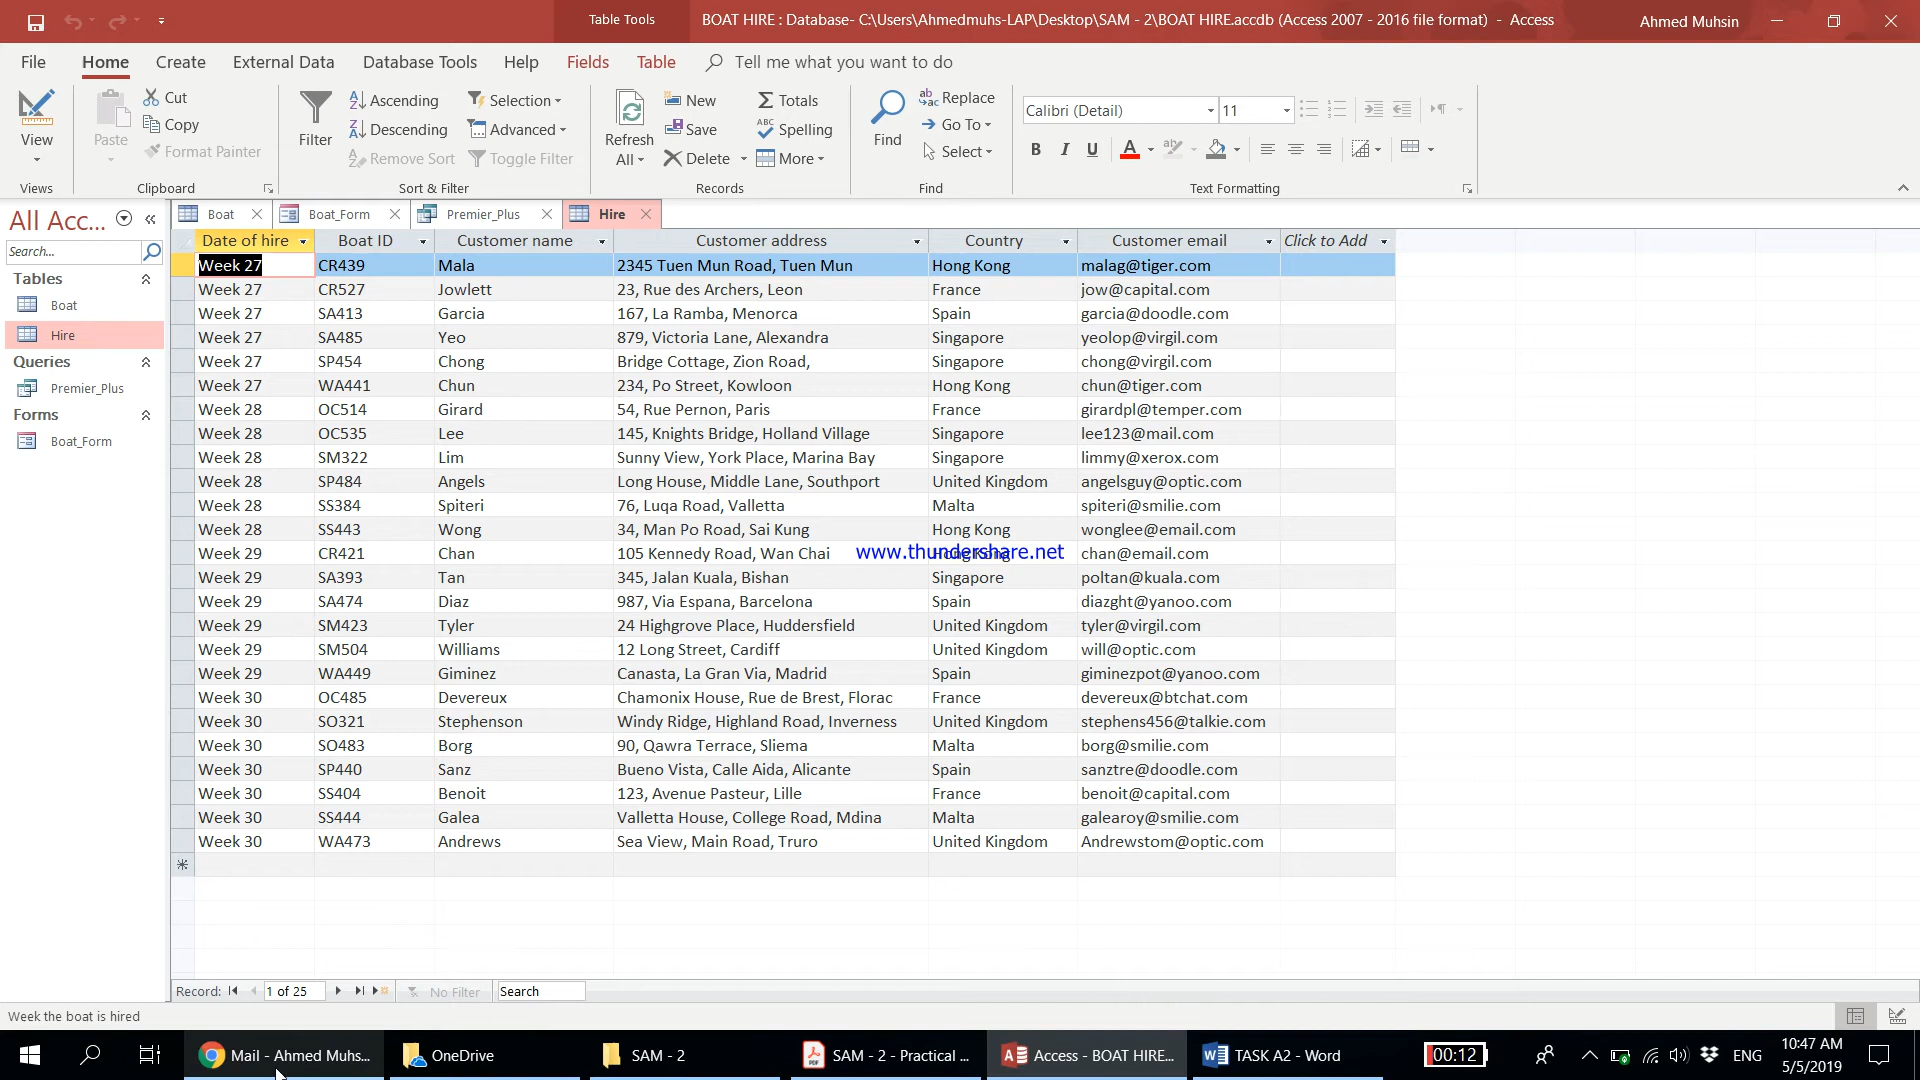 Table Tools
BOAT HIRE : Database- C:\Users\Ahmedmuhs-LAP\Desktop\SAM - 2\BOAT HIRE.accdb (Access 2007 - 2016 file format) - Access
Ahmed Muhsin
File Home Create External Data Database Tools Help Fields Table Tell me what you want to do
View
Views
Paste
Cut
Copy
Format Painter
Clipboard
Filter
Ascending
Descending
Remove Sort
Selection
Advanced
Toggle Filter
Sort & Filter
Refresh
All
New
Save
Delete
Totals
Spelling
More
Records
Find
Replace
Go To
Select
Find
Calibri (Detail) 11
B I U A
Text Formatting
All Acc...
Search...
Tables
Boat
Hire
Queries
Premier_Plus
Forms
Boat_Form
Boat Boat_Form Premier_Plus Hire
Date of hire Boat ID Customer name Customer address Country Customer email Click to Add
Week 27 CR439 Mala 2345 Tuen Mun Road, Tuen Mun Hong Kong malag@tiger.com
Week 27 CR527 Jowlett 23, Rue des Archers, Leon France jow@capital.com
Week 27 SA413 Garcia 167, La Ramba, Menorca Spain garcia@doodle.com
Week 27 SA485 Yeo 879, Victoria Lane, Alexandra Singapore yeolop@virgil.com
Week 27 SP454 Chong Bridge Cottage, Zion Road, Singapore chong@virgil.com
Week 27 WA441 Chun 234, Po Street, Kowloon Hong Kong chun@tiger.com
Week 28 OC514 Girard 54, Rue Pernon, Paris France girardpl@temper.com
Week 28 OC535 Lee 145, Knights Bridge, Holland Village Singapore lee123@mail.com
Week 28 SM322 Lim Sunny View, York Place, Marina Bay Singapore limmy@xerox.com
Week 28 SP484 Angels Long House, Middle Lane, Southport United Kingdom angelsguy@optic.com
Week 28 SS384 Spiteri 76, Luqa Road, Valletta Malta spiteri@smilie.com
Week 28 SS443 Wong 34, Man Po Road, Sai Kung Hong Kong wonglee@email.com
Week 29 CR421 Chan 105 Kennedy Road, Wan Chai Hong Kong chan@email.com
www.thundershare.net
Week 29 SA393 Tan 345, Jalan Kuala, Bishan Singapore poltan@kuala.com
Week 29 SA474 Diaz 987, Via Espana, Barcelona Spain diazght@yanoo.com
Week 29 SM423 Tyler 24 Highgrove Place, Huddersfield United Kingdom tyler@virgil.com
Week 29 SM504 Williams 12 Long Street, Cardiff United Kingdom will@optic.com
Week 29 WA449 Giminez Canasta, La Gran Via, Madrid Spain giminezpot@yanoo.com
Week 30 OC485 Devereux Chamonix House, Rue de Brest, Florac France devereux@btchat.com
Week 30 SO321 Stephenson Windy Ridge, Highland Road, Inverness United Kingdom stephens456@talkie.com
Week 30 SO483 Borg 90, Qawra Terrace, Sliema Malta borg@smilie.com
Week 30 SP440 Sanz Bueno Vista, Calle Aida, Alicante Spain sanztre@doodle.com
Week 30 SS404 Benoit 123, Avenue Pasteur, Lille France benoit@capital.com
Week 30 SS444 Galea Valletta House, College Road, Mdina Malta galearoy@smilie.com
Week 30 WA473 Andrews Sea View, Main Road, Truro United Kingdom Andrewstom@optic.com
Record: 1 of 25 No Filter Search
Week the boat is hired
Mail - Ahmed Muhs... OneDrive SAM - 2 SAM - 2 - Practical ... Access - BOAT HIRE... TASK A2 - Word 00:12 ENG 10:47 AM
5/5/2019